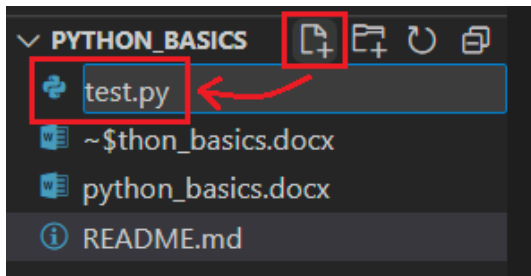 PYTHON_BASICS
test.py
~$thon_basics.docx
python_basics.docx
README.md